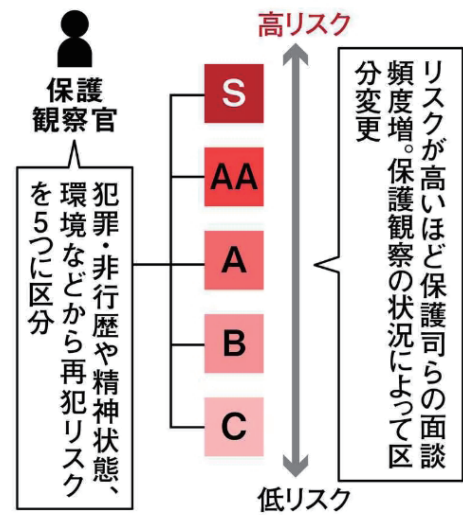 高リスク
保護
観察官
犯罪・非行歴や精神状態、
環境などから再犯リスク
を5つに区分
S
AA
A
B
C
リスクが高いほど保護司らの面談
頻度増。保護観察の状況によって区
分変更
低リスク